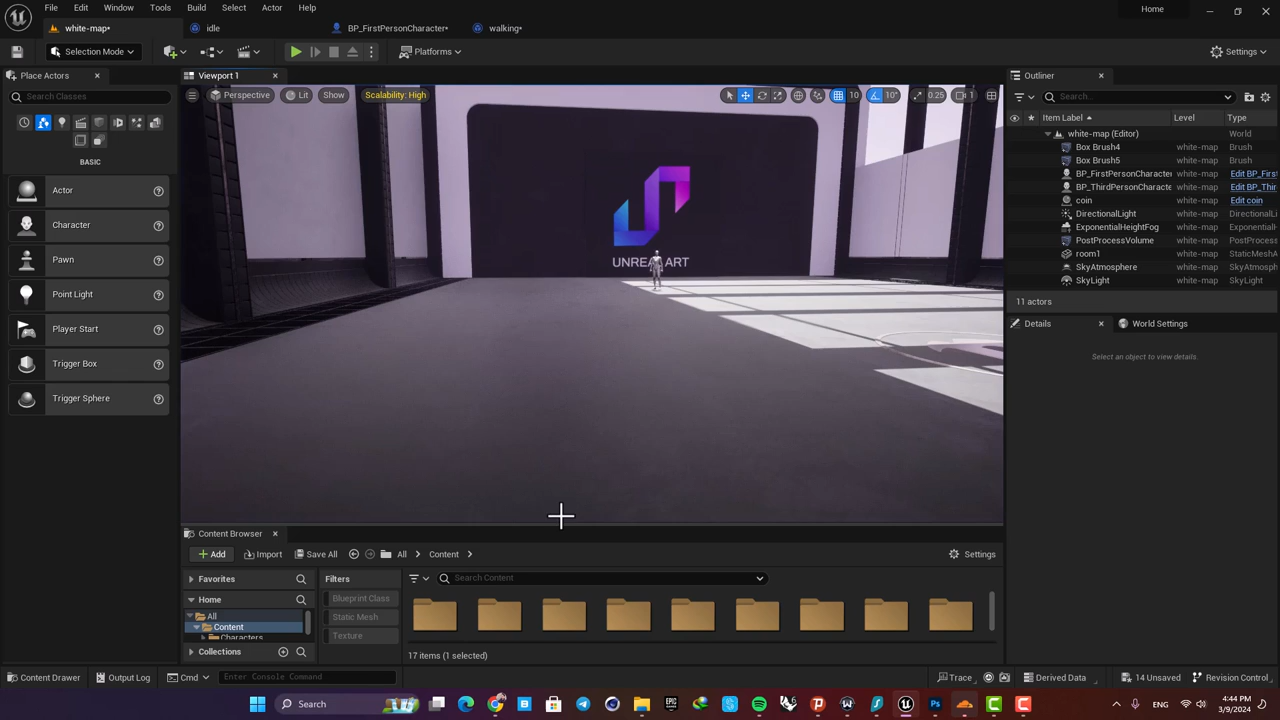 File Edit Window Tools Build Select Actor Help Home
white-map* idle BP_FirstPersonCharacter* walking*
Selection Mode Platforms Settings
Place Actors Viewport 1 Outliner
Search Classes Perspective Lit Show Scalability: High 10 10° 0.25 1 Search...
Item Label Level Type
white-map (Editor) World
Box Brush4 white-map Brush
Box Brush5 white-map Brush
BP_FirstPersonCharacter white-map Edit BP_Firs
BP_ThirdPersonCharacte white-map Edit BP_Thir
coin white-map Edit coin
DirectionalLight white-map DirectionalLi
ExponentialHeightFog white-map Exponential
PostProcessVolume white-map PostProcess
room1 white-map StaticMeshA
SkyAtmosphere white-map SkyAtmosph
SkyLight white-map SkyLight
11 actors
Details World Settings
Select an object to view details.
BASIC
Actor
Character
Pawn
Point Light
Player Start
Trigger Box
Trigger Sphere
Content Browser
Add Import Save All All Content Settings
Favorites Filters Search Content
Home Blueprint Class
All Static Mesh
Content Texture
Characters
Collections 17 items (1 selected)
Content Drawer Output Log Cmd Enter Console Command Trace Derived Data 14 Unsaved Revision Control
Search 4:44 PM
3/9/2024